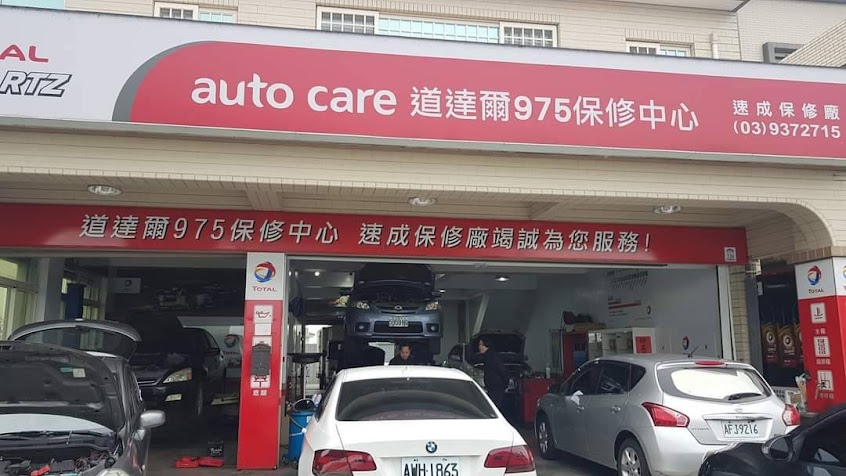 AL
RTZ
auto care 道達爾975保修中心
速成保修廠
(03)9372715
道達爾975保修中心 速成保修廠竭誠為您服務!
TOTAL
TOTAL
AWH 1863
AFJ9216